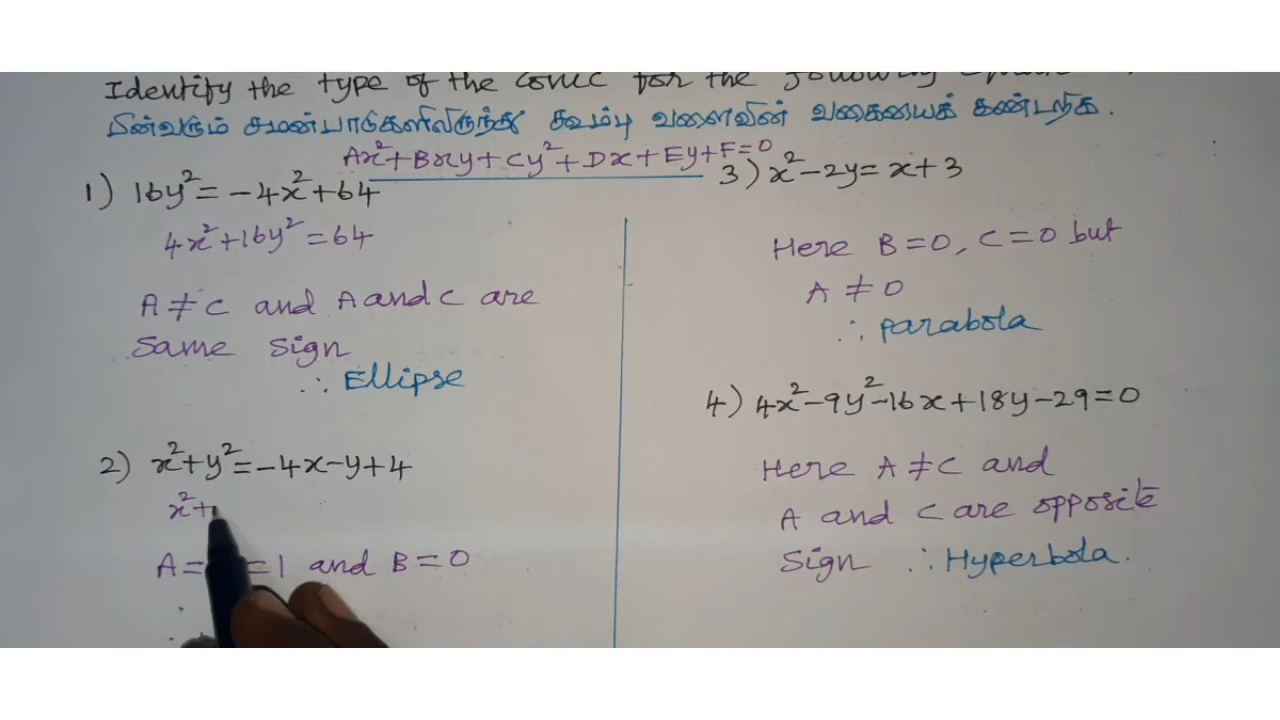 Identify the type of the conic for the following
பின்வரும் சமன்பாடுகளிலிருந்து கூம்பு வளைவின் வகையைக் கண்டறிக.
Ax²+Bxy+Cy²+Dx+Ey+F=0
1) 16y²=-4x²+64
4x²+16y²=64
A≠C and A and C are
Same Sign
∴ Ellipse
2) x²+y²=-4x-y+4
x²+
A= =1 and B=0
3) x²-2y=x+3
Here B=0, C=0 but
A≠0
∴ parabola
4) 4x²-9y²-16x+18y-29=0
Here A≠C and
A and C are opposite
Sign ∴ Hyperbola.